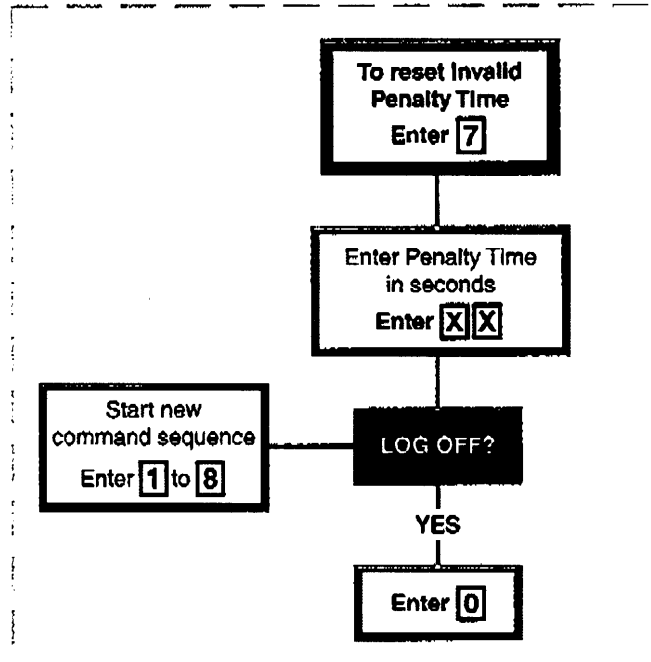 To reset Invalid
Penalty Time
Enter 7
Enter Penalty Time
in seconds
Enter X X
Start new
command sequence
Enter 1 to 8
LOG OFF?
YES
Enter 0